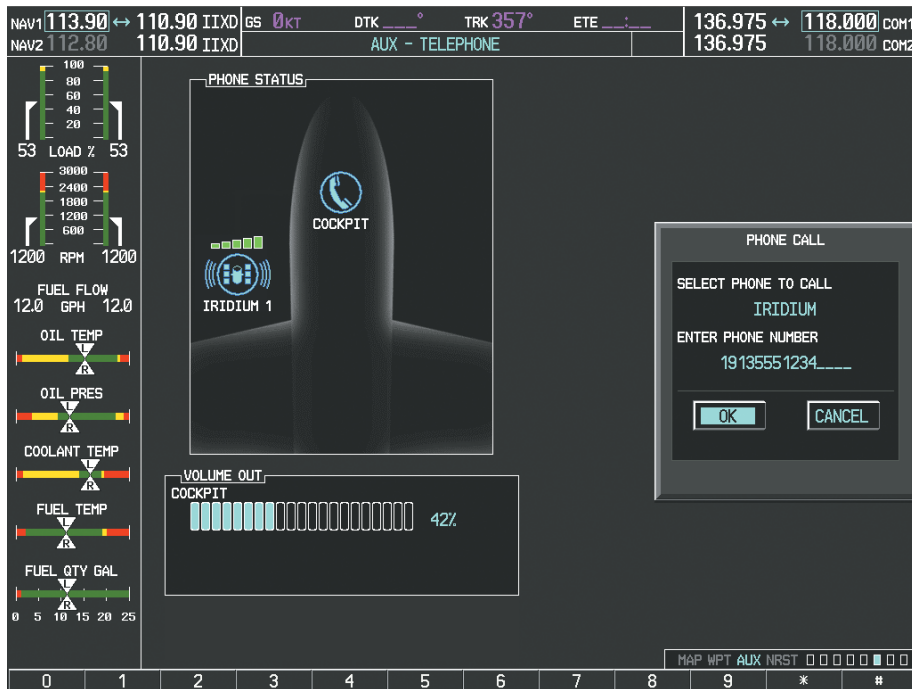 NAV1 113.90 ↔ 110.90 IIXD GS 0KT DTK ___° TRK 357° ETE __:__ 136.975 ↔ 118.000 COM1
NAV2 112.80 110.90 IIXD AUX - TELEPHONE 136.975 118.000 COM2
100
80
60
40
20
53 LOAD % 53
3000
2400
1800
1200
600
1200 RPM 1200
FUEL FLOW
12.0 GPH 12.0
OIL TEMP
L
R
OIL PRES
L
R
COOLANT TEMP
L
R
FUEL TEMP
L
R
FUEL QTY GAL
L
R
0 5 10 15 20 25
PHONE STATUS
COCKPIT
IRIDIUM 1
VOLUME OUT
COCKPIT
42%
PHONE CALL
SELECT PHONE TO CALL
IRIDIUM
ENTER PHONE NUMBER
19135551234____
OK CANCEL
MAP WPT AUX NRST
0 1 2 3 4 5 6 7 8 9 * #